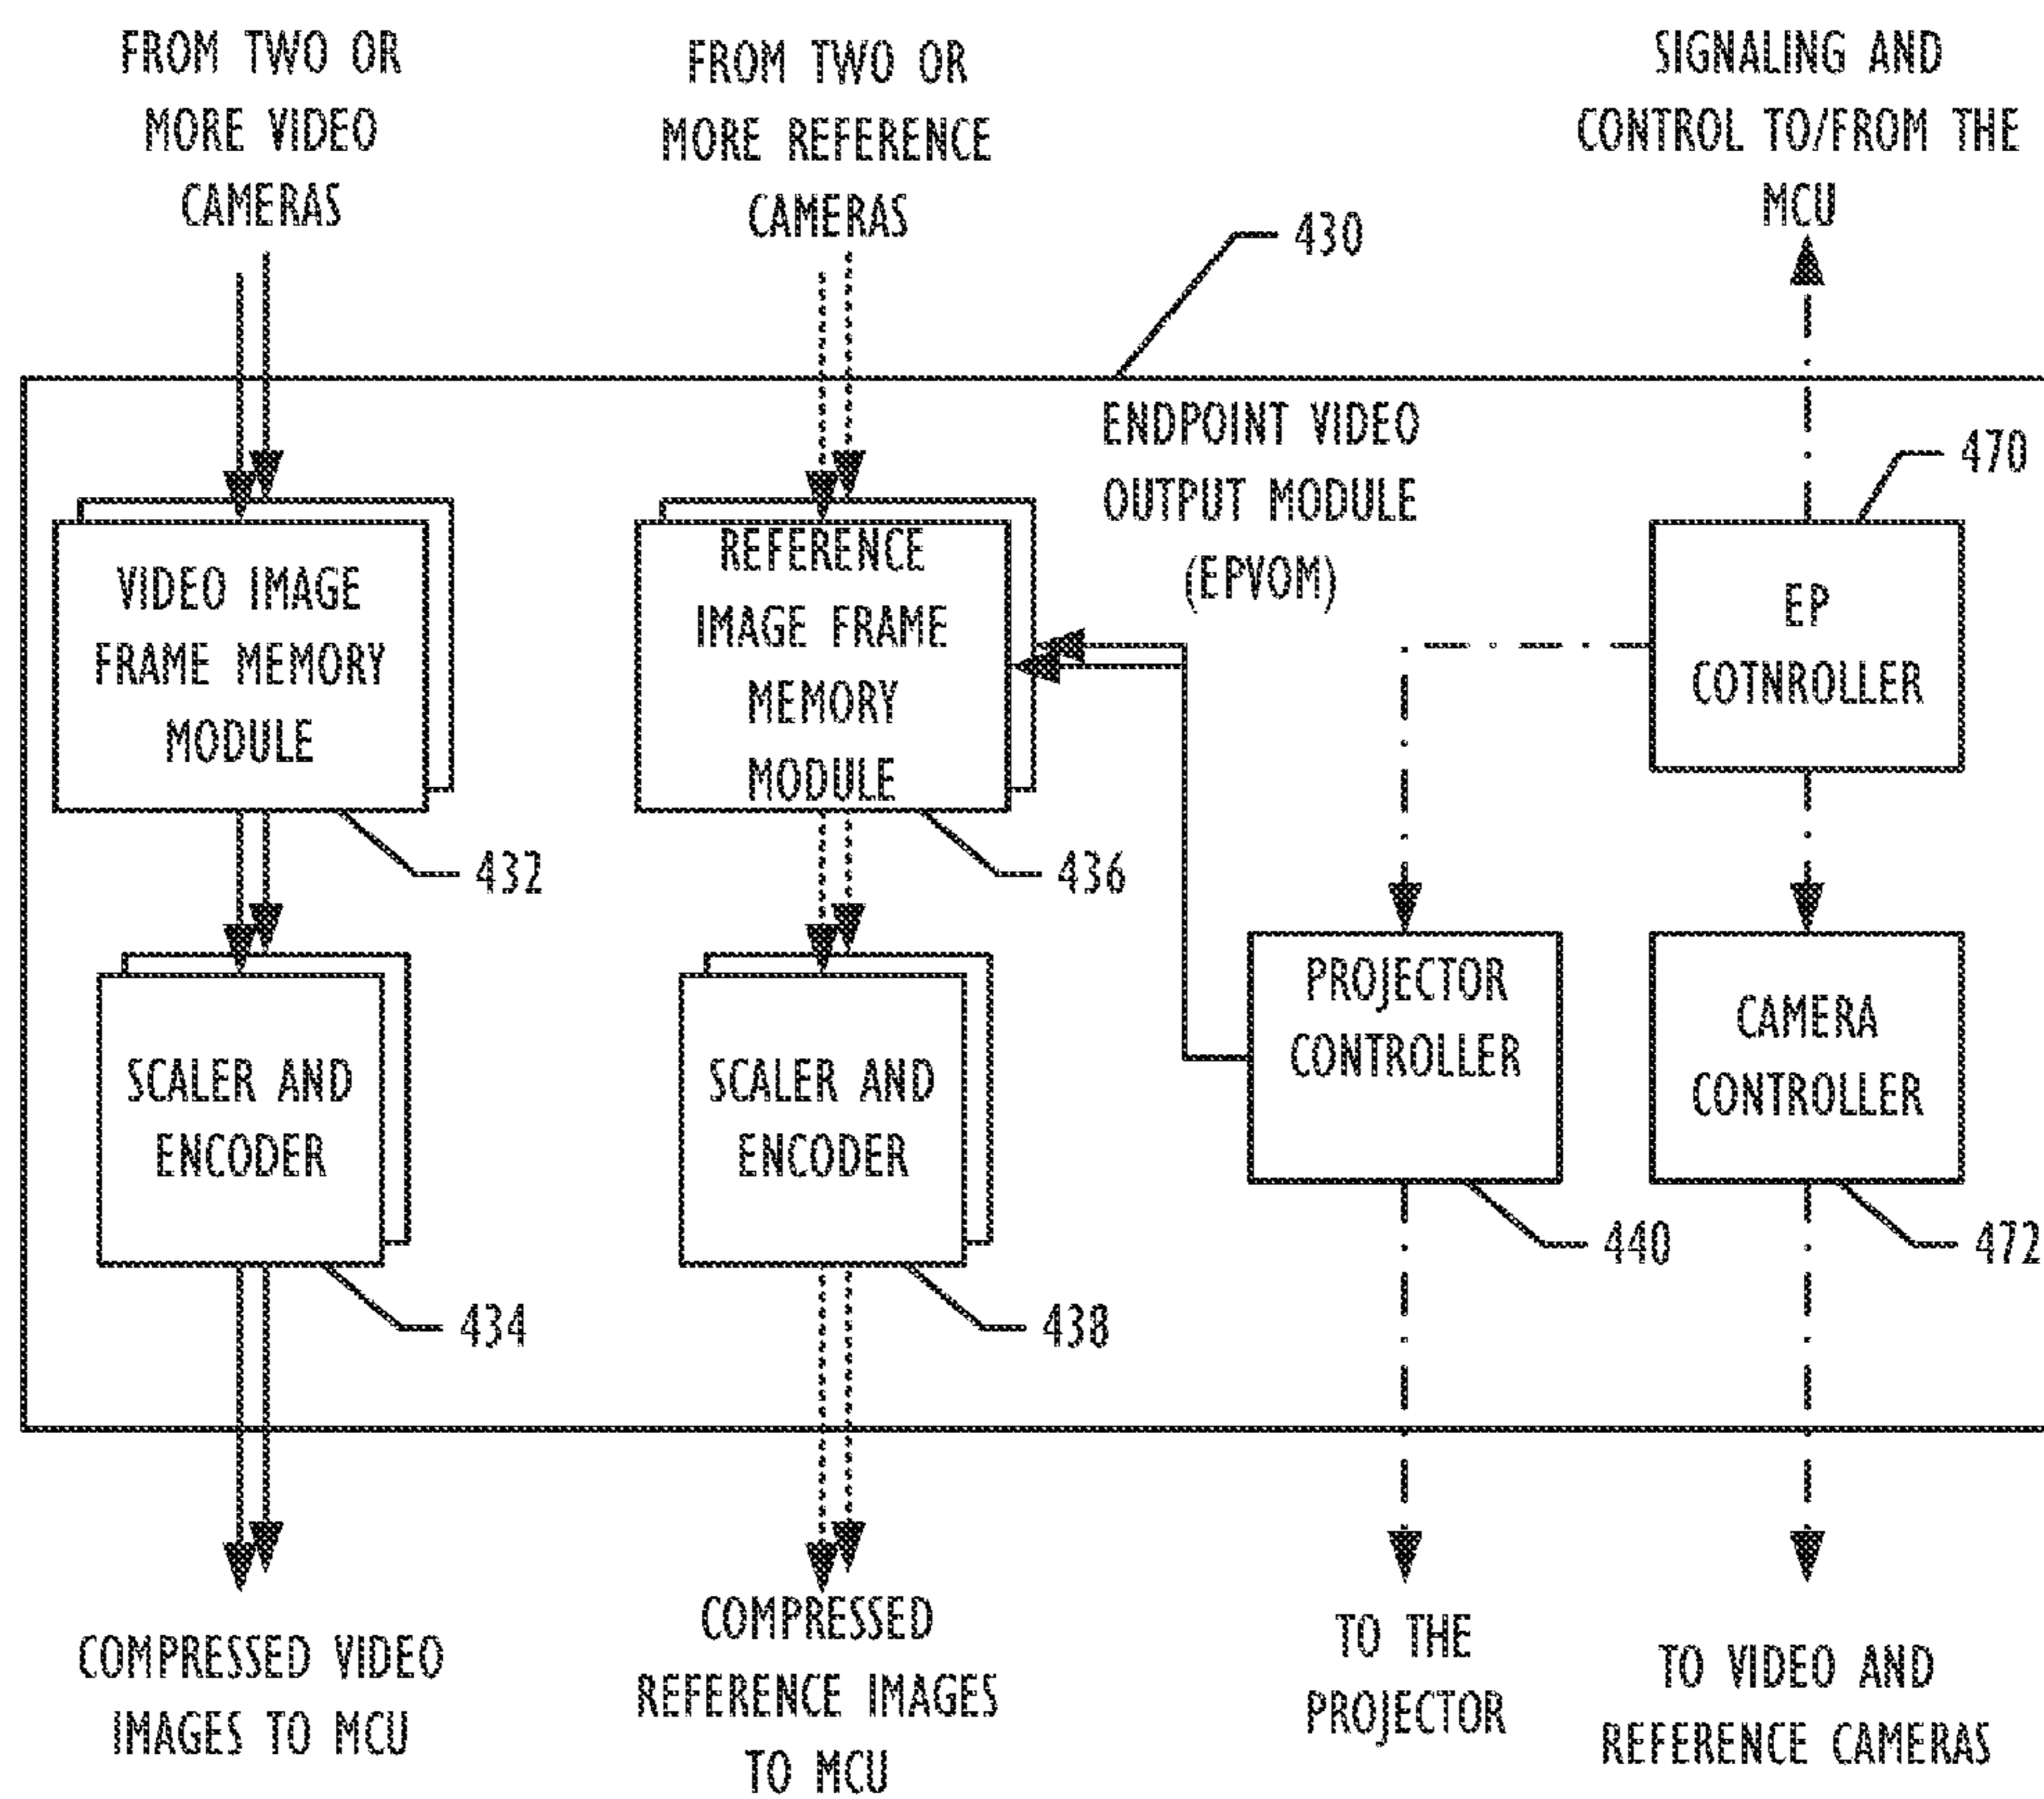 FROM TWO OR
MORE VIDEO
CAMERAS
FROM TWO OR
MORE REFERENCE
CAMERAS
SIGNALING AND
CONTROL TO/FROM THE
MCU
430
ENDPOINT VIDEO
OUTPUT MODULE
(EPVOM)
470
VIDEO IMAGE
FRAME MEMORY
MODULE
REFERENCE
IMAGE FRAME
MEMORY
MODULE
EP
COTNROLLER
432
436
SCALER AND
ENCODER
SCALER AND
ENCODER
PROJECTOR
CONTROLLER
CAMERA
CONTROLLER
434
438
440
472
COMPRESSED VIDEO
IMAGES TO MCU
COMPRESSED
REFERENCE IMAGES
TO MCU
TO THE
PROJECTOR
TO VIDEO AND
REFERENCE CAMERAS